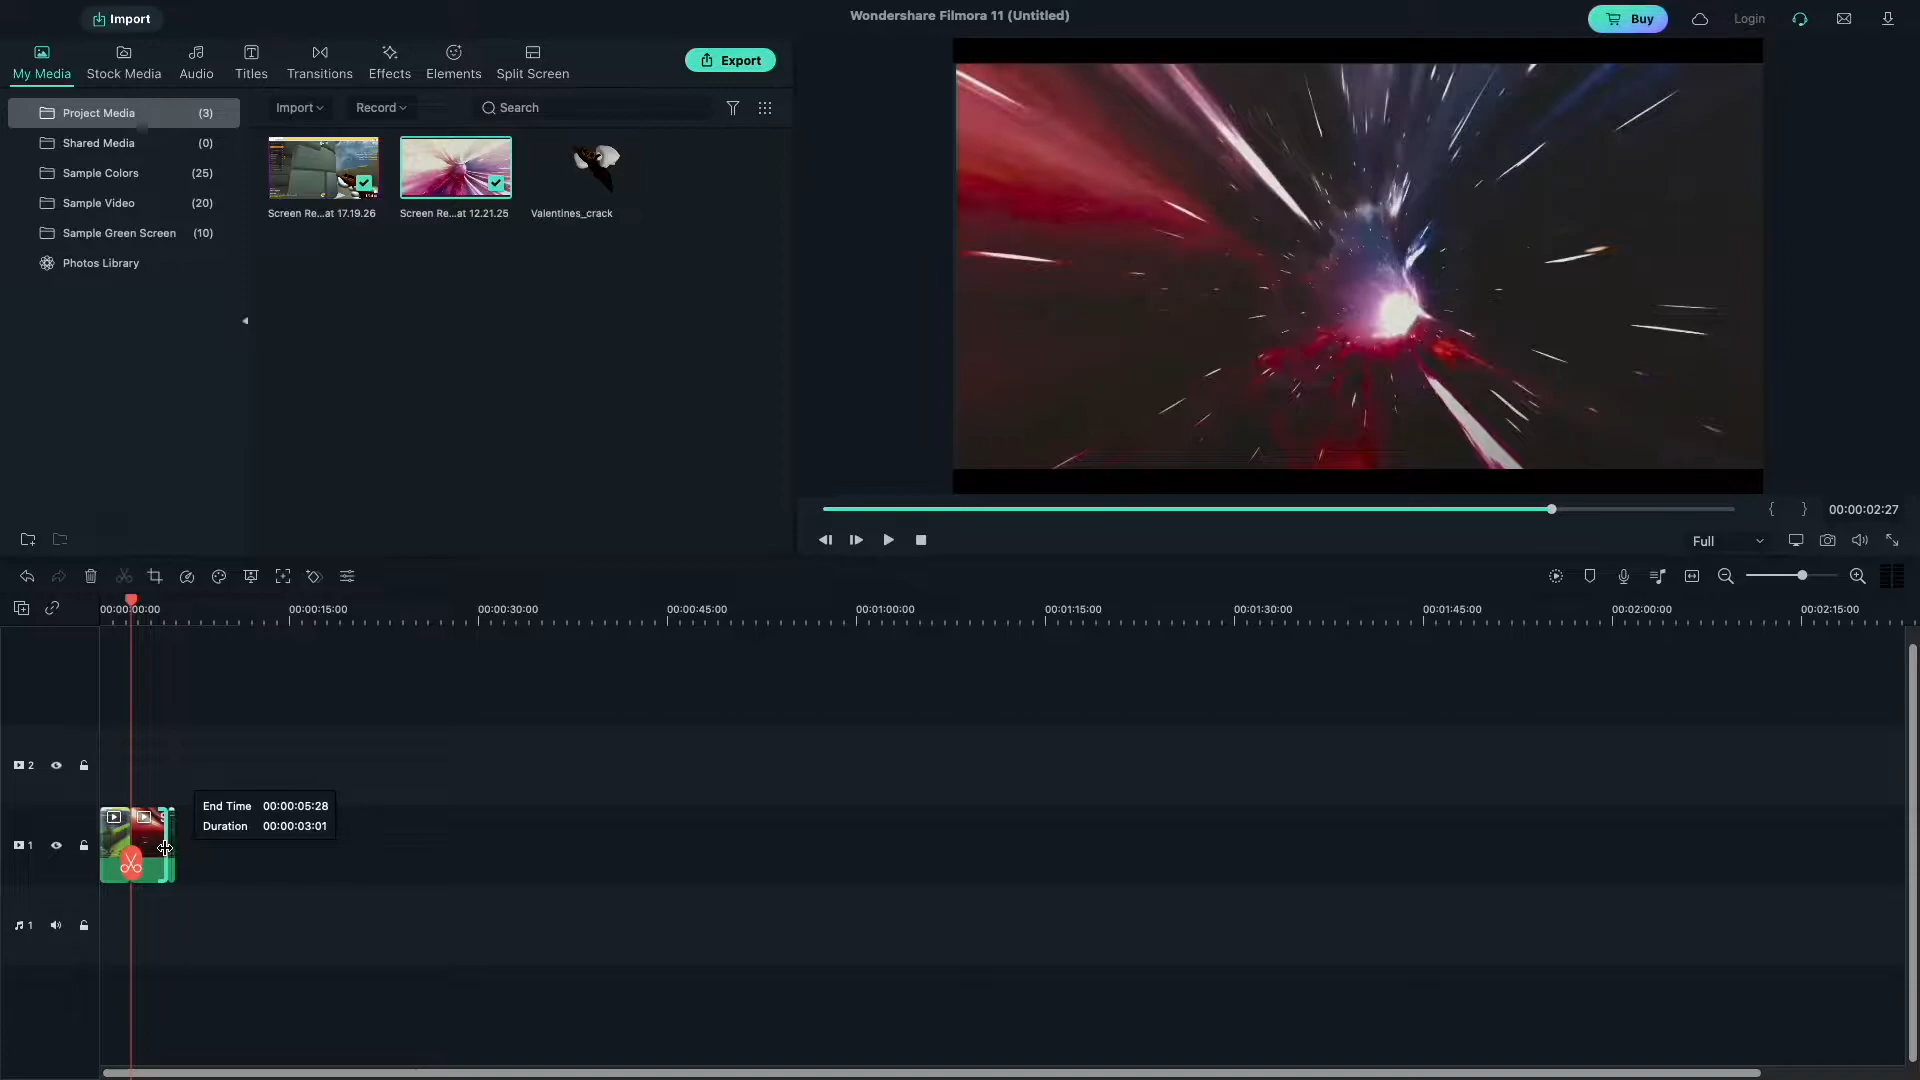 Import
Wondershare Filmora 11 (Untitled)
Buy
Login
My Media
Stock Media
Audio
Titles
Transitions
Effects
Elements
Split Screen
Export
Project Media (3)
Import
Record
Search
Shared Media (0)
Sample Colors (25)
Sample Video (20)
Sample Green Screen (10)
Photos Library
Screen Re...at 17.19.26
Screen Re...at 12.21.25
Valentines_crack
{ } 00:00:02:27
Full
00:00:00:00 00:00:15:00 00:00:30:00 00:00:45:00 00:01:00:00 00:01:15:00 00:01:30:00 00:01:45:00 00:02:00:00 00:02:15:00
2
End Time 00:00:05:28
Duration 00:00:03:01
1
1